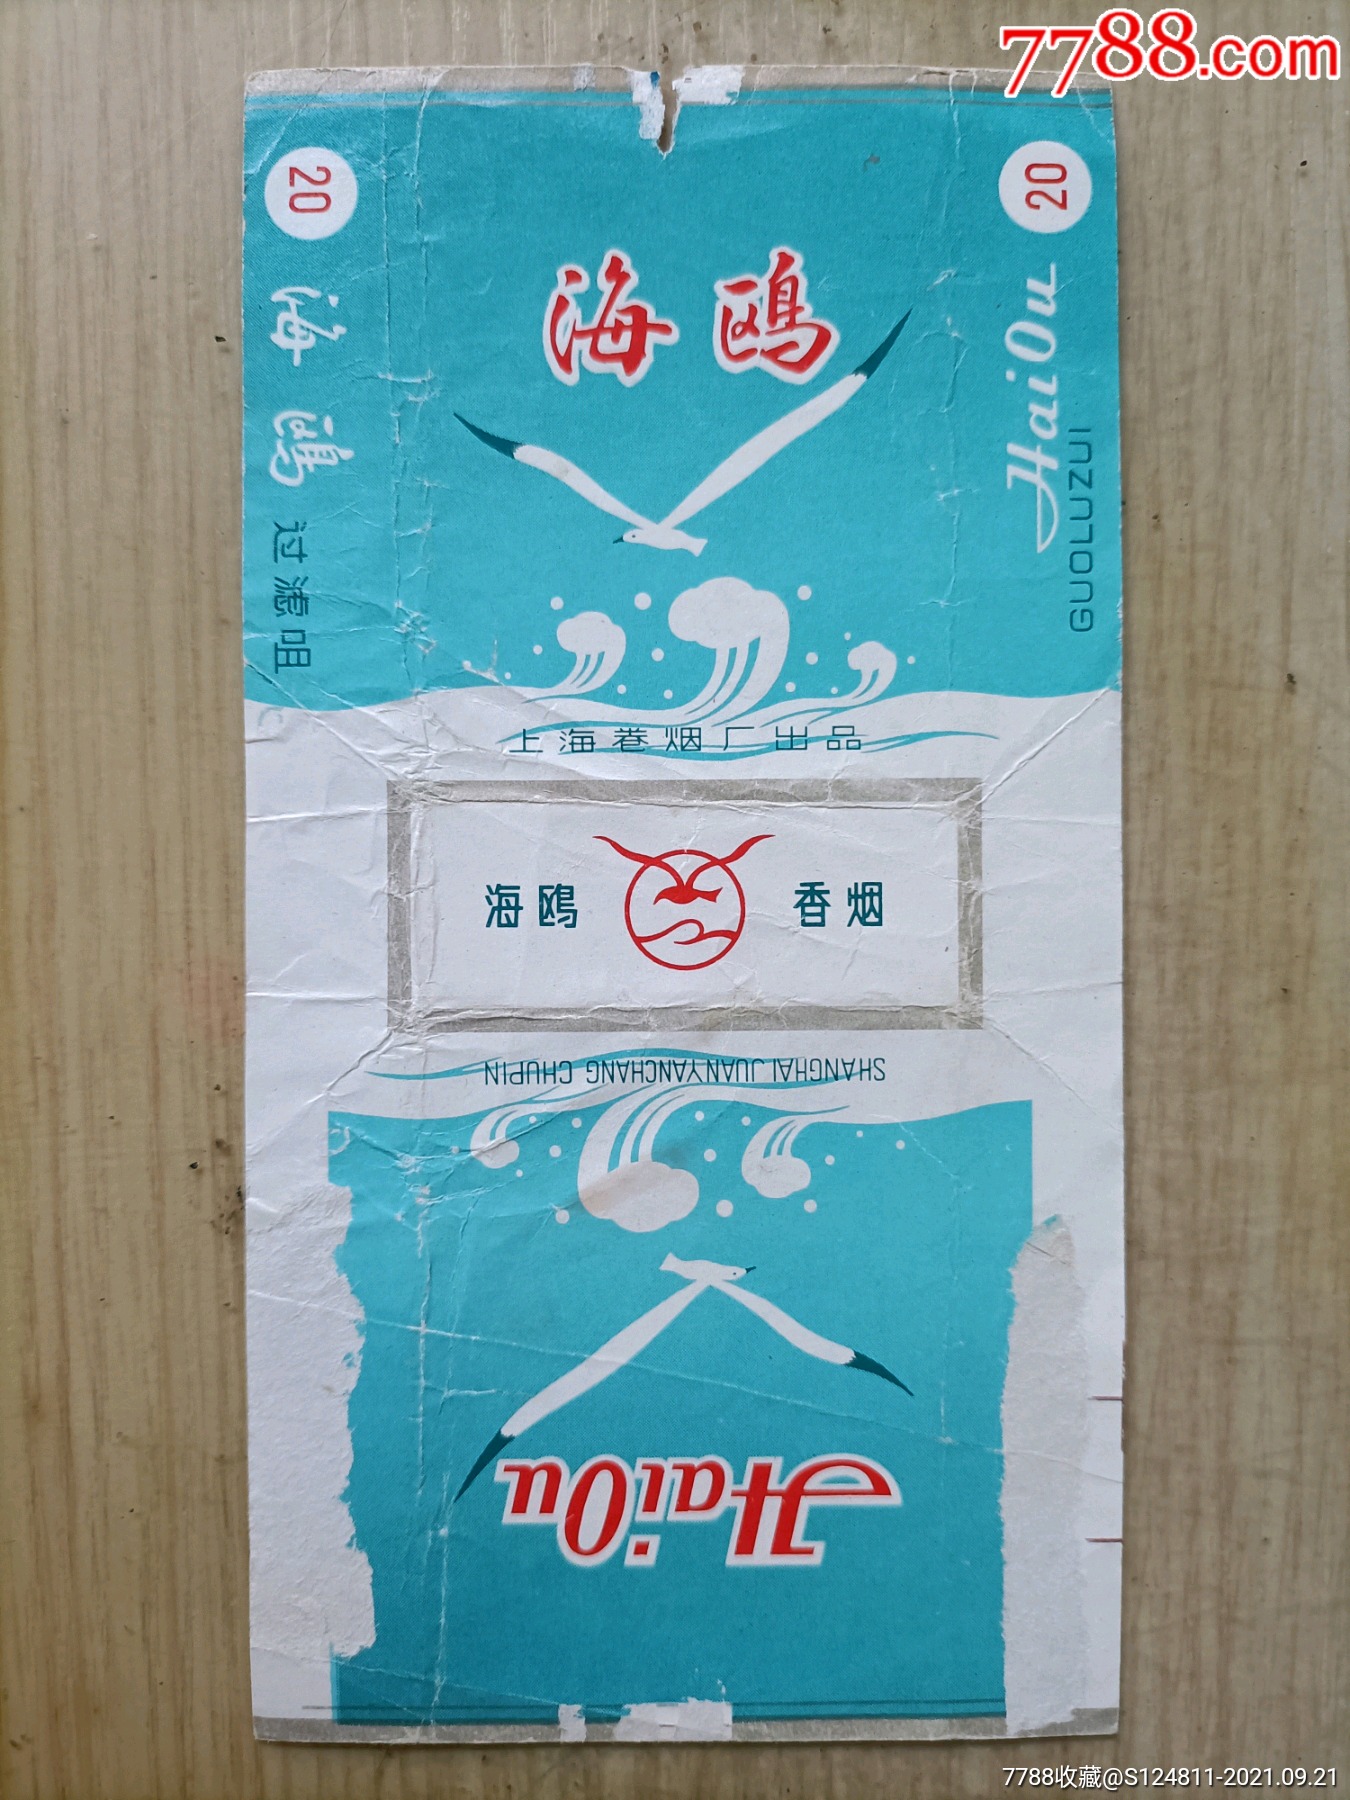 7788.com
20
20
海鸥
海鸥
HaiOu
过滤咀
GUOLUZUI
上海卷烟厂出品
海鸥 香烟
SHANGHAI JUANYANCHANG CHUPIN
HaiOu
7788收藏@S124811-2021.09.21